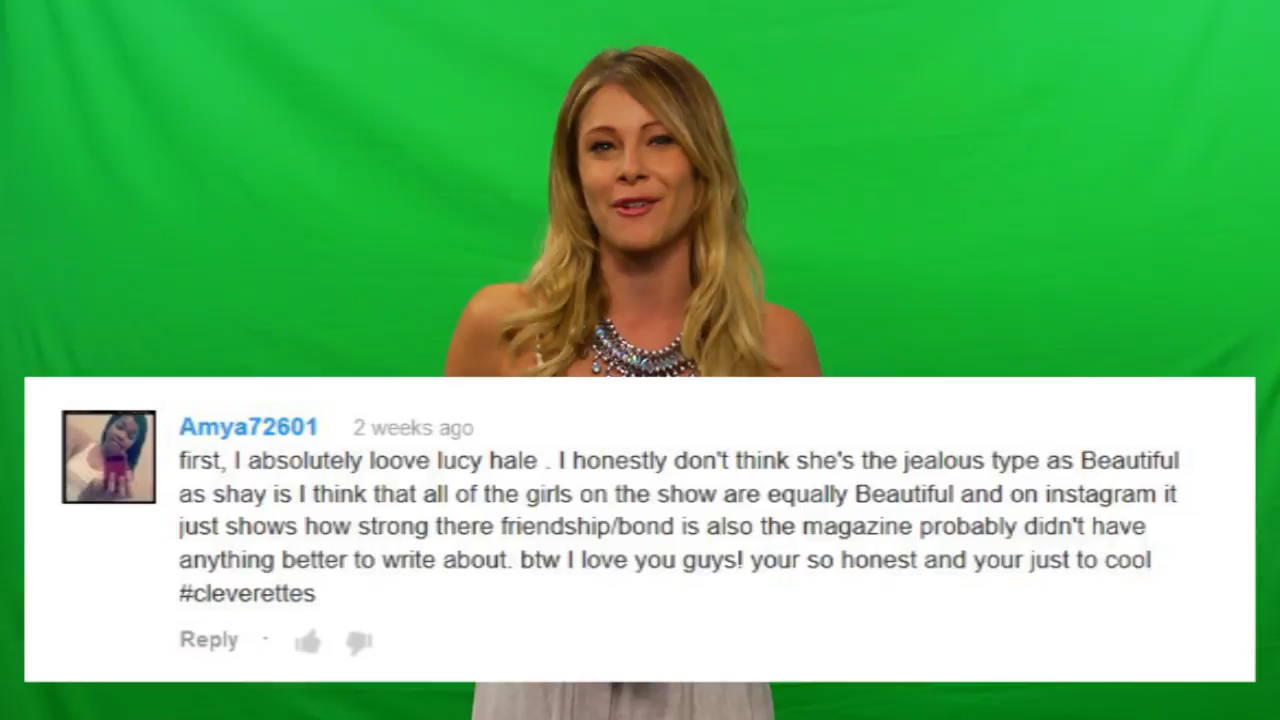 Amya72601 2 weeks ago
first, I absolutely loove lucy hale . I honestly don't think she's the jealous type as Beautiful
as shay is I think that all of the girls on the show are equally Beautiful and on instagram it
just shows how strong there friendship/bond is also the magazine probably didn't have
anything better to write about. btw I love you guys! your so honest and your just to cool
#cleverettes
Reply ·